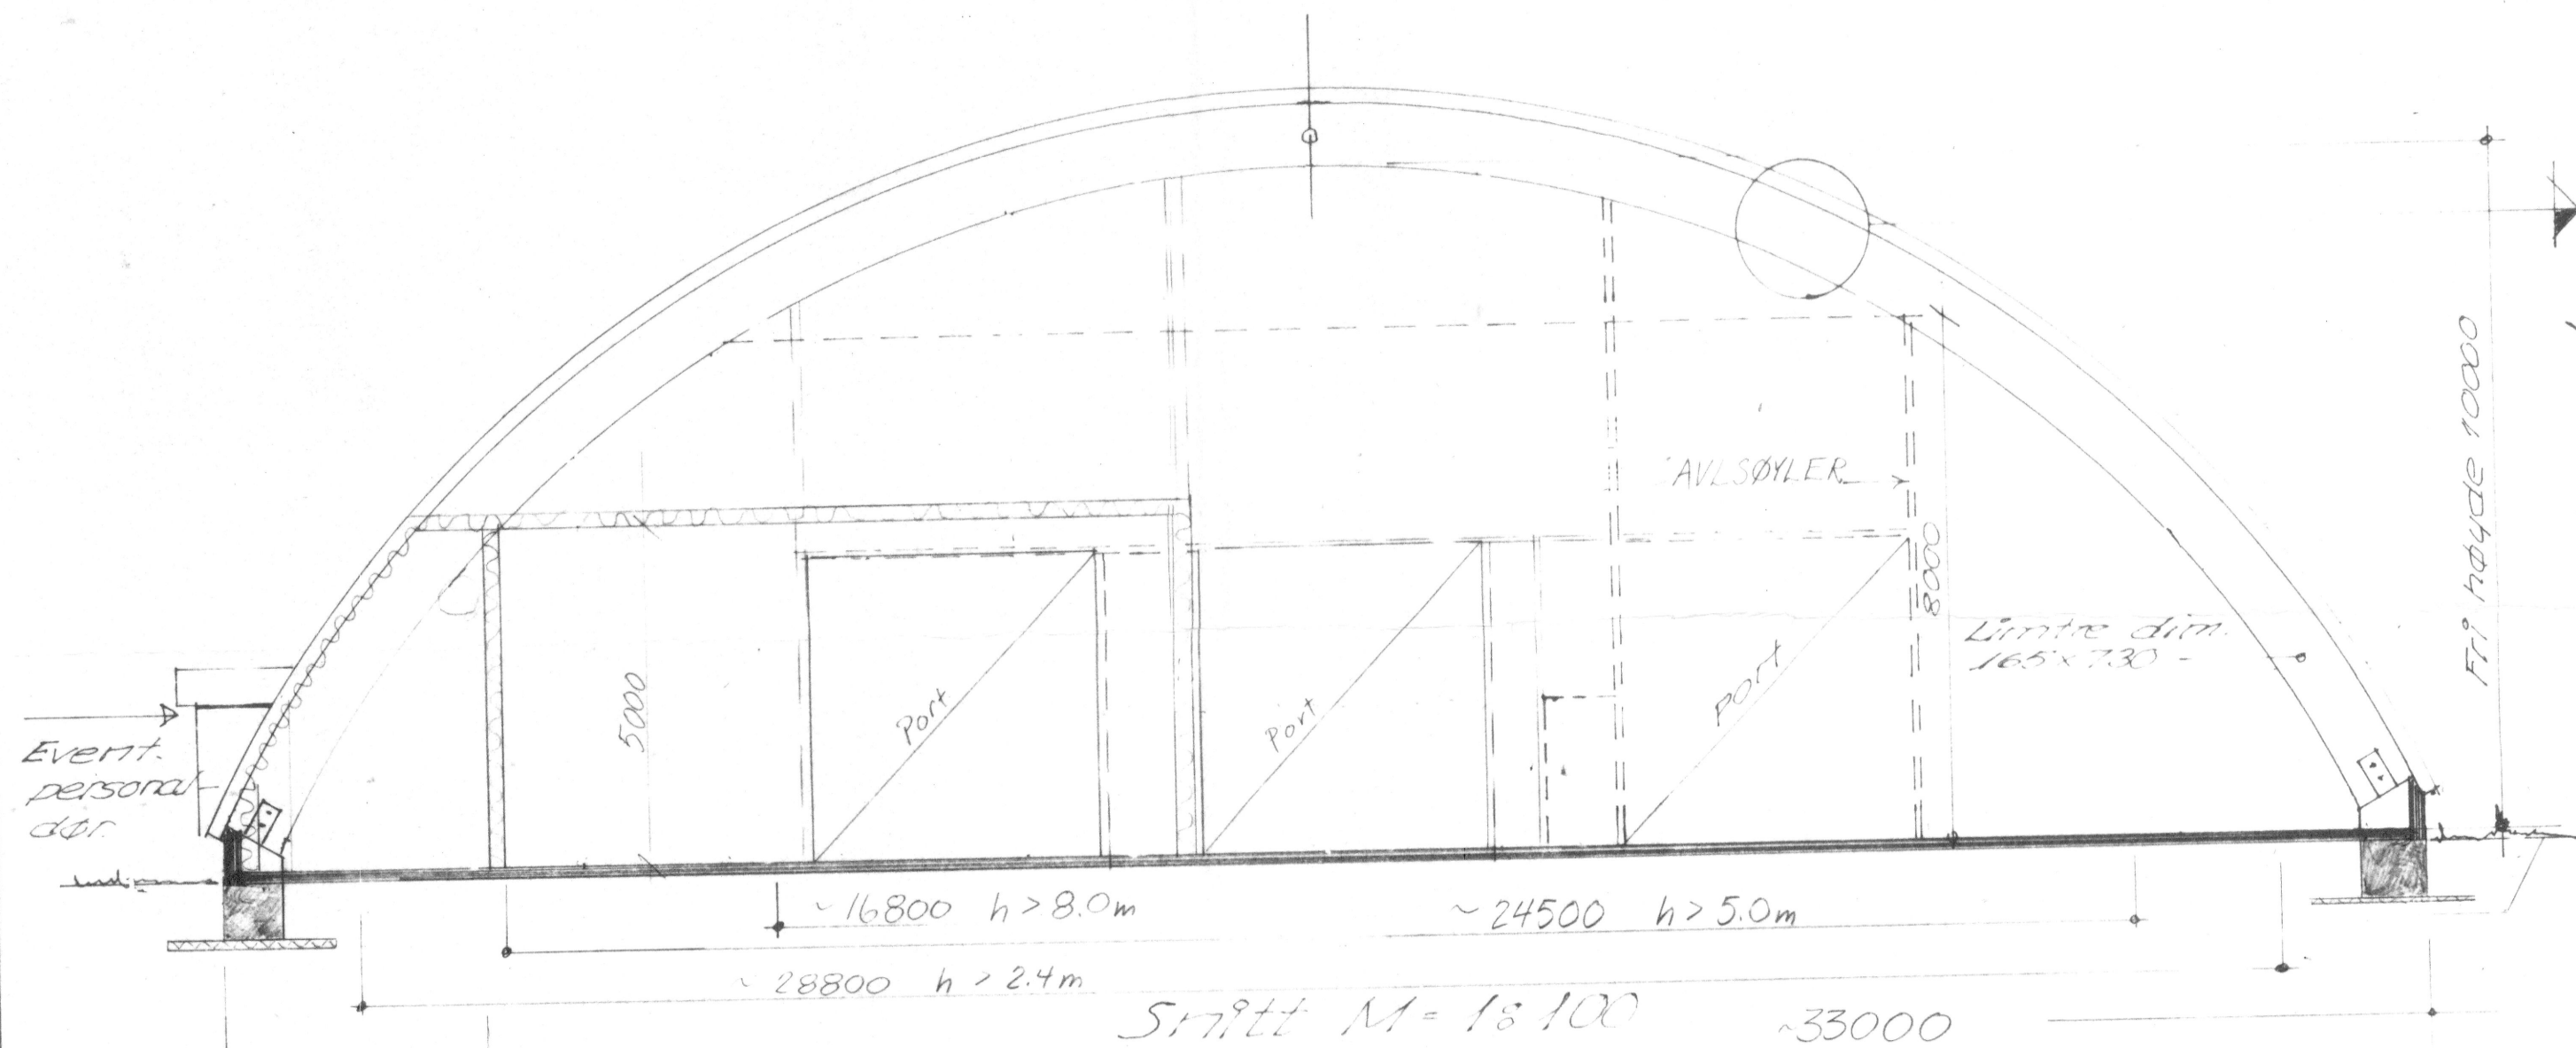 AVLSØYLER
Fri høyde 10000
8000
Limtre dim.
165 x 730 -
5000
Port
Port
Port
Event.
personal-
dør.
~16800 h > 8.0m
~24500 h > 5.0m
~28800 h > 2.4m
Snitt M = 1:100
~33000